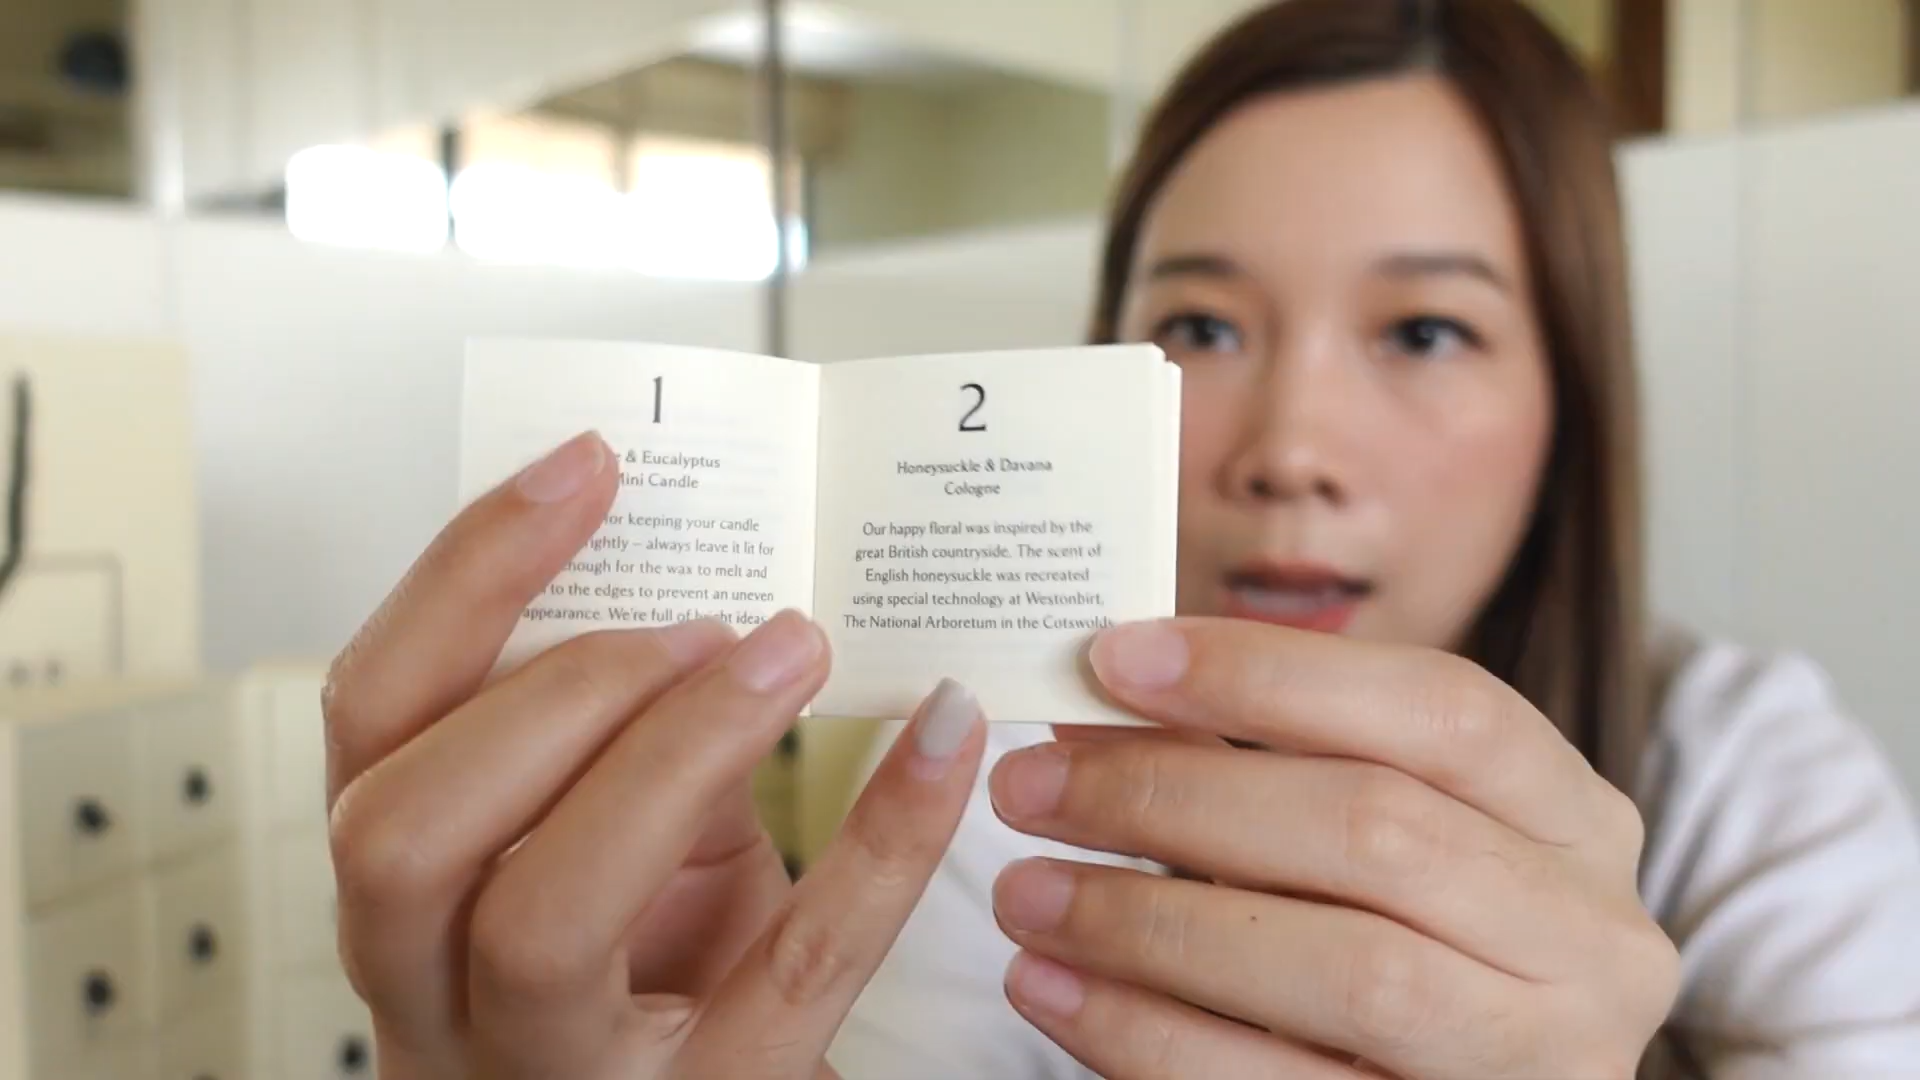 1
& Eucalyptus
Mini Candle
for keeping your candle
– always leave it lit for
enough for the wax to melt and
to the edges to prevent an uneven
appearance. We're full of bright ideas
2
Honeysuckle & Davana
Cologne
Our happy floral was inspired by the
great British countryside. The scent of
English honeysuckle was recreated
using special technology at Westonbirt,
The National Arboretum in the Cotswolds